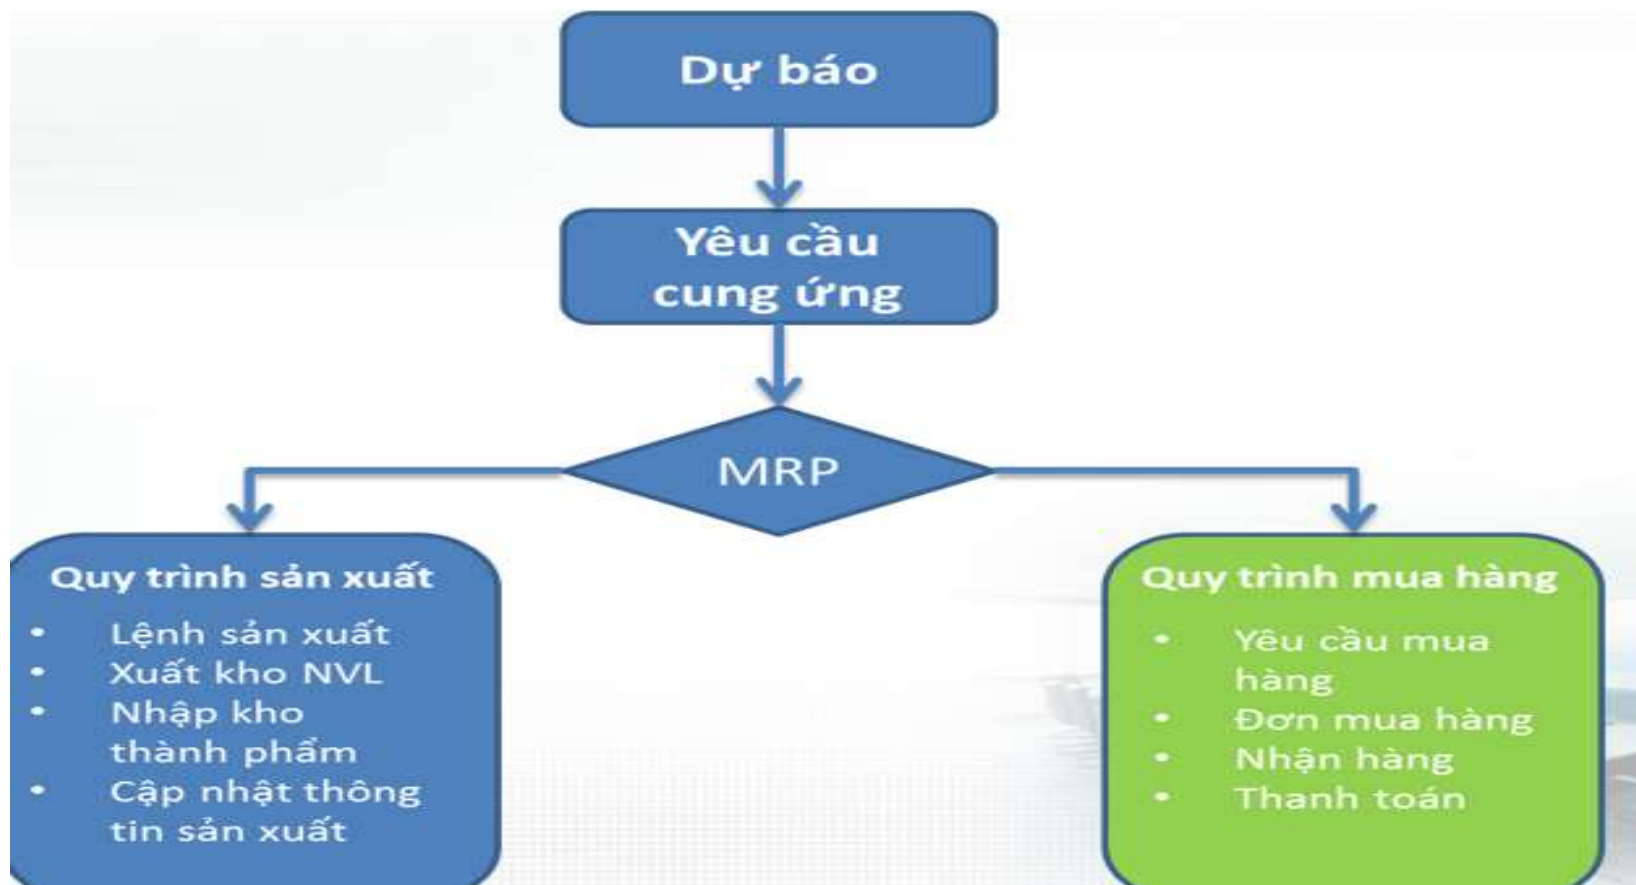 Dự báo
Yêu cầu
cung ứng
MRP
Quy trình sản xuất
• Lệnh sản xuất
• Xuất kho NVL
• Nhập kho
thành phẩm
• Cập nhật thông
tin sản xuất
Quy trình mua hàng
• Yêu cầu mua
hàng
• Đơn mua hàng
• Nhận hàng
• Thanh toán